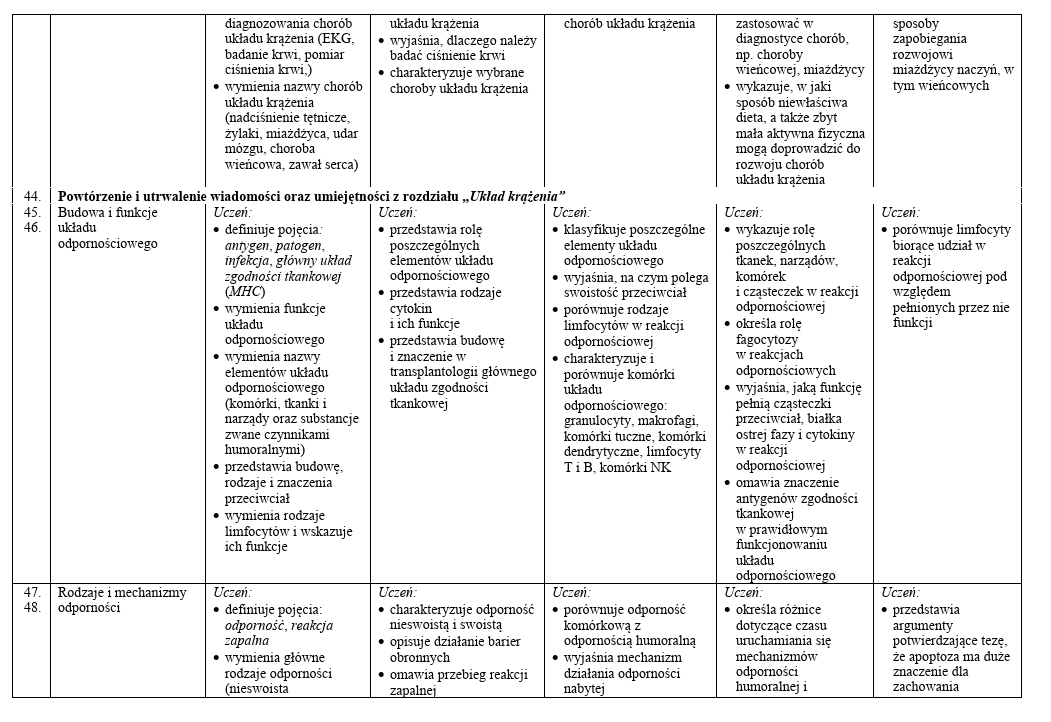 diagnozowania chorób
układu krążenia (EKG,
badanie krwi, pomiar
ciśnienia krwi,)
• wymienia nazwy chorób
układu krążenia
(nadciśnienie tętnicze,
żylaki, miażdżyca, udar
mózgu, choroba
wieńcowa, zawał serca)
układu krążenia
• wyjaśnia, dlaczego należy
badać ciśnienie krwi
• charakteryzuje wybrane
choroby układu krążenia
chorób układu krążenia
zastosować w
diagnostyce chorób,
np. choroby
wieńcowej, miażdżycy
• wykazuje, w jaki
sposób niewłaściwa
dieta, a także zbyt
mała aktywna fizyczna
mogą doprowadzić do
rozwoju chorób
układu krążenia
sposoby
zapobiegania
rozwojowi
miażdżycy naczyń, w
tym wieńcowych
44. Powtórzenie i utrwalenie wiadomości oraz umiejętności z rozdziału „Układ krążenia”
45.
46.
Budowa i funkcje
układu
odpornościowego
Uczeń:
• definiuje pojęcia:
antygen, patogen,
infekcja, główny układ
zgodności tkankowej
(MHC)
• wymienia funkcje
układu
odpornościowego
• wymienia nazwy
elementów układu
odpornościowego
(komórki, tkanki i
narządy oraz substancje
zwane czynnikami
humoralnymi)
• przedstawia budowę,
rodzaje i znaczenia
przeciwciał
• wymienia rodzaje
limfocytów i wskazuje
ich funkcje
Uczeń:
• przedstawia rolę
poszczególnych
elementów układu
odpornościowego
• przedstawia rodzaje
cytokin
i ich funkcje
• przedstawia budowę
i znaczenie w
transplantologii głównego
układu zgodności
tkankowej
Uczeń:
• klasyfikuje poszczególne
elementy układu
odpornościowego
• wyjaśnia, na czym polega
swoistość przeciwciał
• porównuje rodzaje
limfocytów w reakcji
odpornościowej
• charakteryzuje i
porównuje komórki
układu
odpornościowego:
granulocyty, makrofagi,
komórki tuczne, komórki
dendrytyczne, limfocyty
T i B, komórki NK
Uczeń:
• wykazuje rolę
poszczególnych
tkanek, narządów,
komórek
i cząsteczek w reakcji
odpornościowej
• określa rolę
fagocytozy
w reakcjach
odpornościowych
• wyjaśnia, jaką funkcję
pełnią cząsteczki
przeciwciał, białka
ostrej fazy i cytokiny
w reakcji
odpornościowej
• omawia znaczenie
antygenów zgodności
tkankowej
w prawidłowym
funkcjonowaniu
układu
odpornościowego
Uczeń:
• porównuje limfocyty
biorące udział w
reakcji
odpornościowej pod
względem
pełnionych przez nie
funkcji
47.
48.
Rodzaje i mechanizmy
odporności
Uczeń:
• definiuje pojęcia:
odporność, reakcja
zapalna
• wymienia główne
rodzaje odporności
(nieswoista
Uczeń:
• charakteryzuje odporność
nieswoistą i swoistą
• opisuje działanie barier
obronnych
• omawia przebieg reakcji
zapalnej
Uczeń:
• porównuje odporność
komórkową z
odpornością humoralną
• wyjaśnia mechanizm
działania odporności
nabytej
Uczeń:
• określa różnice
dotyczące czasu
uruchamiania się
mechanizmów
odporności
humoralnej i
Uczeń:
• przedstawia
argumenty
potwierdzające tezę,
że apoptoza ma duże
znaczenie dla
zachowania